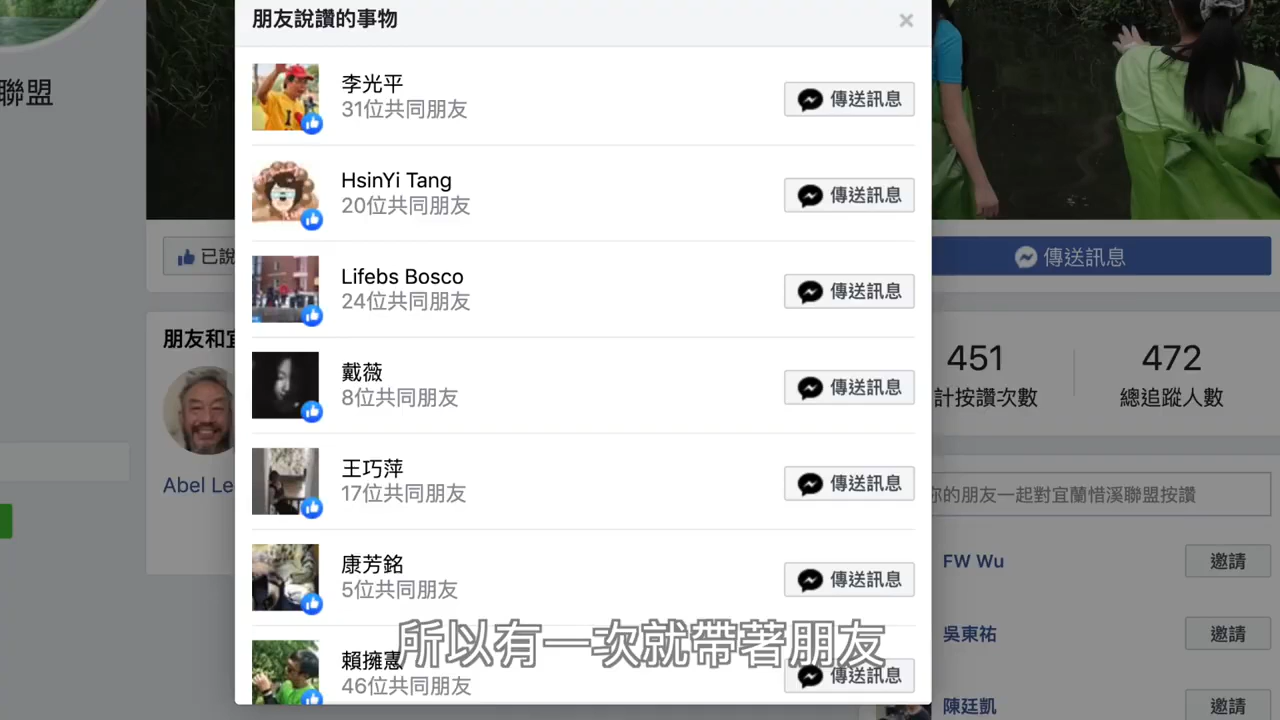 朋友說讚的事物
×
聯盟
李光平
31位共同朋友
傳送訊息
HsinYi Tang
20位共同朋友
傳送訊息
Lifebs Bosco
24位共同朋友
傳送訊息
戴薇
8位共同朋友
傳送訊息
王巧萍
17位共同朋友
傳送訊息
康芳銘
5位共同朋友
傳送訊息
賴擁憲
46位共同朋友
傳送訊息
已說
朋友和宜
Abel Le
傳送訊息
451
計按讚次數
472
總追蹤人數
你的朋友一起對宜蘭惜溪聯盟按讚
FW Wu
邀請
吳東祐
邀請
陳廷凱
邀請
所以有一次就帶著朋友